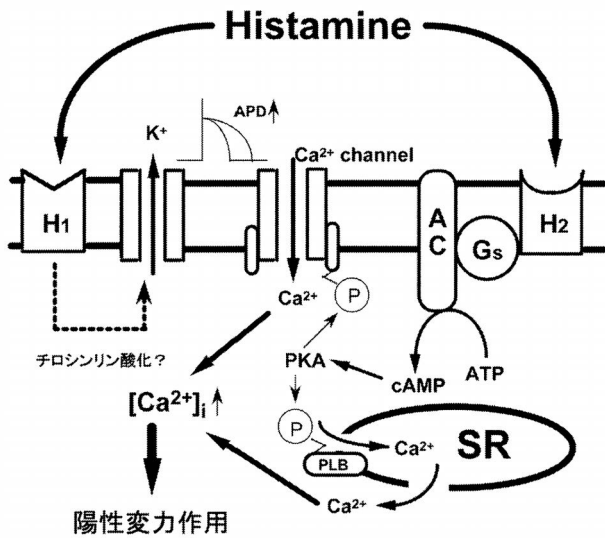 Histamine
APD↑
K⁺
Ca²⁺ channel
H₁
AC
Gs
H₂
Ca²⁺
P
チロシンリン酸化？
PKA
cAMP
ATP
[Ca²⁺]ᵢ↑
P
Ca²⁺
SR
PLB
Ca²⁺
陽性変力作用